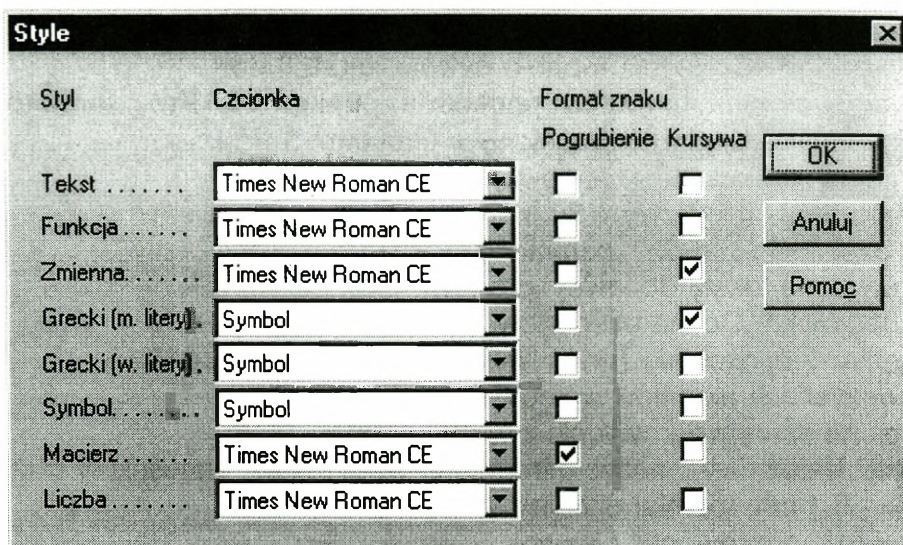 Style
Styl Czcionka Format znaku
Pogrubienie Kursywa
OK
Tekst ....... Times New Roman CE
Funkcja ...... Times New Roman CE
Anuluj
Zmienna. ...... Times New Roman CE
Pomoc
Grecki (m. litery) . Symbol
Grecki (w. litery) . Symbol
Symbol. ....... Symbol
Macierz ...... Times New Roman CE
Liczba ....... Times New Roman CE